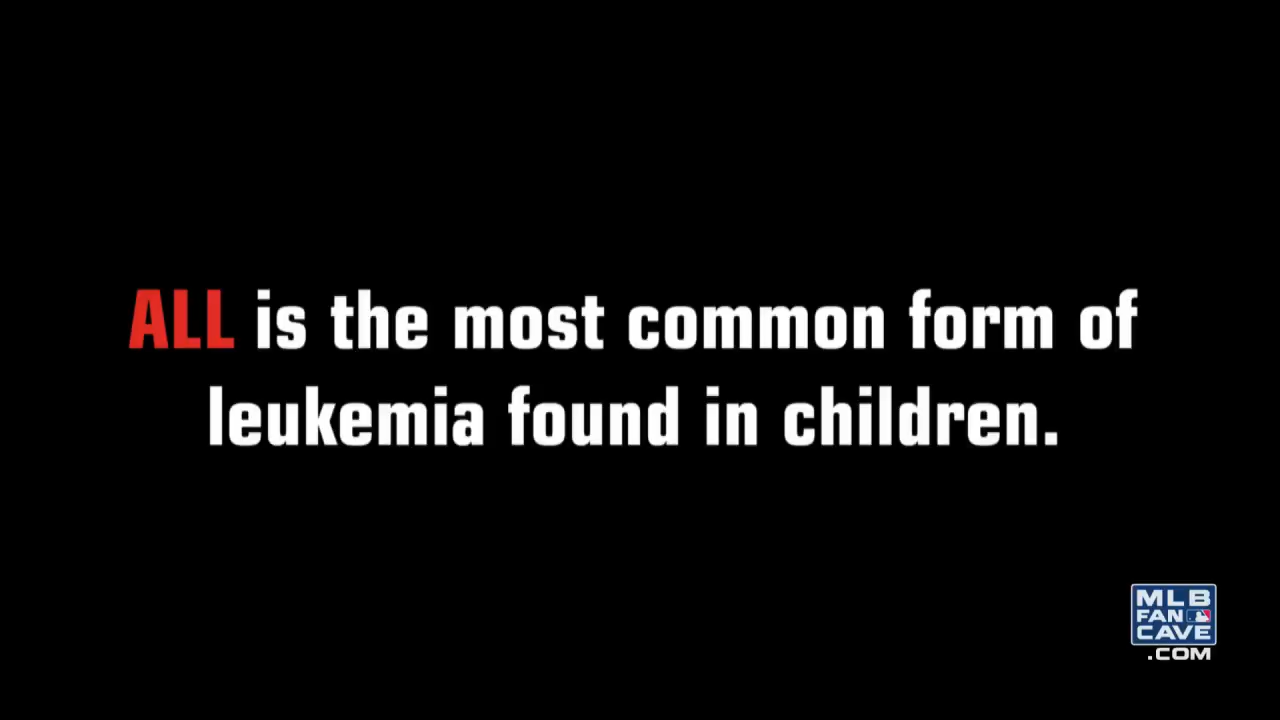 ALL is the most common form of
leukemia found in children.
MLB
FAN
CAVE
.COM